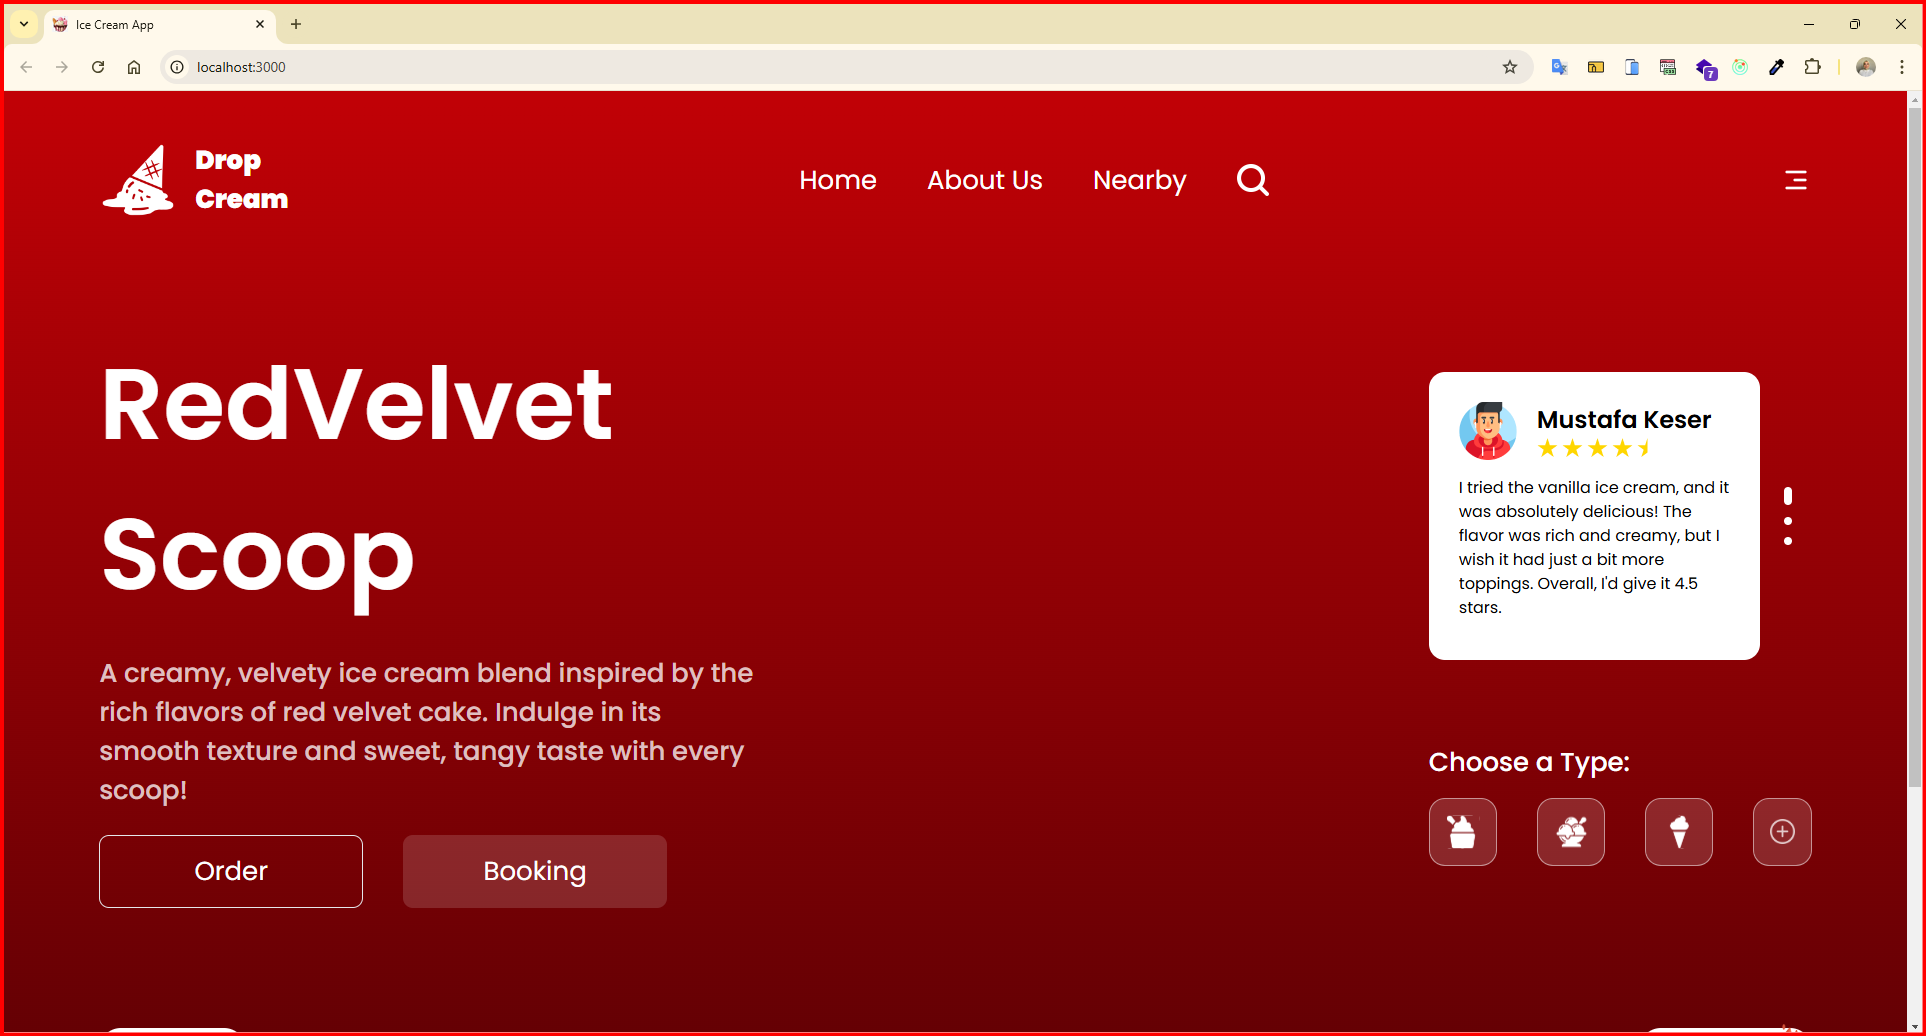 Ice Cream App
localhost:3000
7
Drop
Cream
Home About Us Nearby
RedVelvet
Scoop
A creamy, velvety ice cream blend inspired by the
rich flavors of red velvet cake. Indulge in its
smooth texture and sweet, tangy taste with every
scoop!
Order
Booking
Mustafa Keser
I tried the vanilla ice cream, and it
was absolutely delicious! The
flavor was rich and creamy, but I
wish it had just a bit more
toppings. Overall, I'd give it 4.5
stars.
Choose a Type: